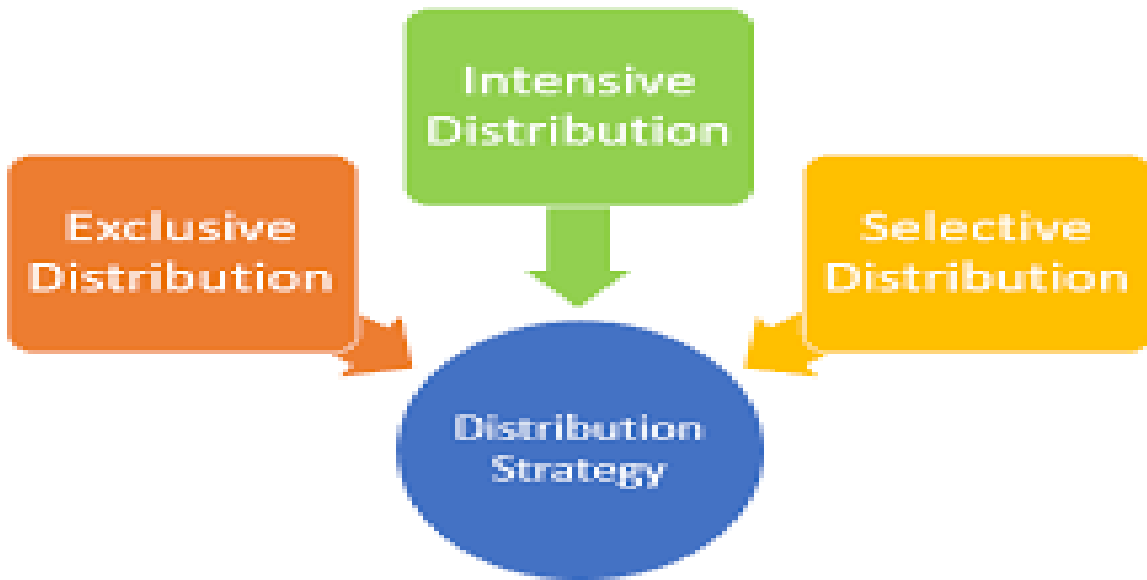 Intensive
Distribution
Exclusive
Distribution
Selective
Distribution
Distribution
Strategy